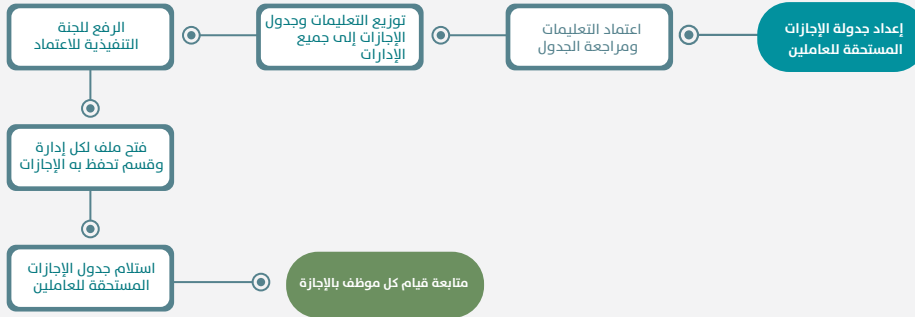 إعداد جدولة الإجازات
المستحقة للعاملين
اعتماد التعليمات
ومراجعة الجدول
توزيع التعليمات وجدول
الإجازات إلى جميع
الإدارات
الرفع للجنة
التنفيذية للاعتماد
فتح ملف لكل إدارة
وقسم تحفظ به الإجازات
استلام جدول الإجازات
المستحقة للعاملين
متابعة قيام كل موظف بالإجازة